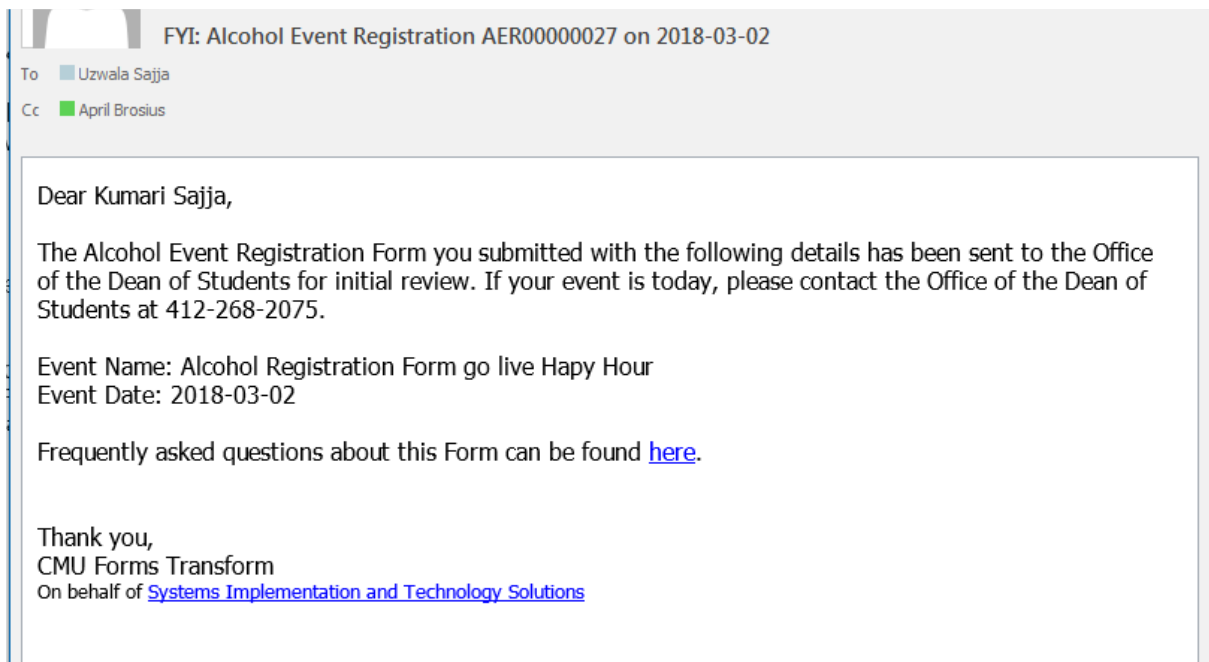 FYI: Alcohol Event Registration AER00000027 on 2018-03-02
To Uzwala Sajja
Cc April Brosius
Dear Kumari Sajja,
The Alcohol Event Registration Form you submitted with the following details has been sent to the Office
of the Dean of Students for initial review. If your event is today, please contact the Office of the Dean of
Students at 412-268-2075.
Event Name: Alcohol Registration Form go live Hapy Hour
Event Date: 2018-03-02
Frequently asked questions about this Form can be found here.
Thank you,
CMU Forms Transform
On behalf of Systems Implementation and Technology Solutions